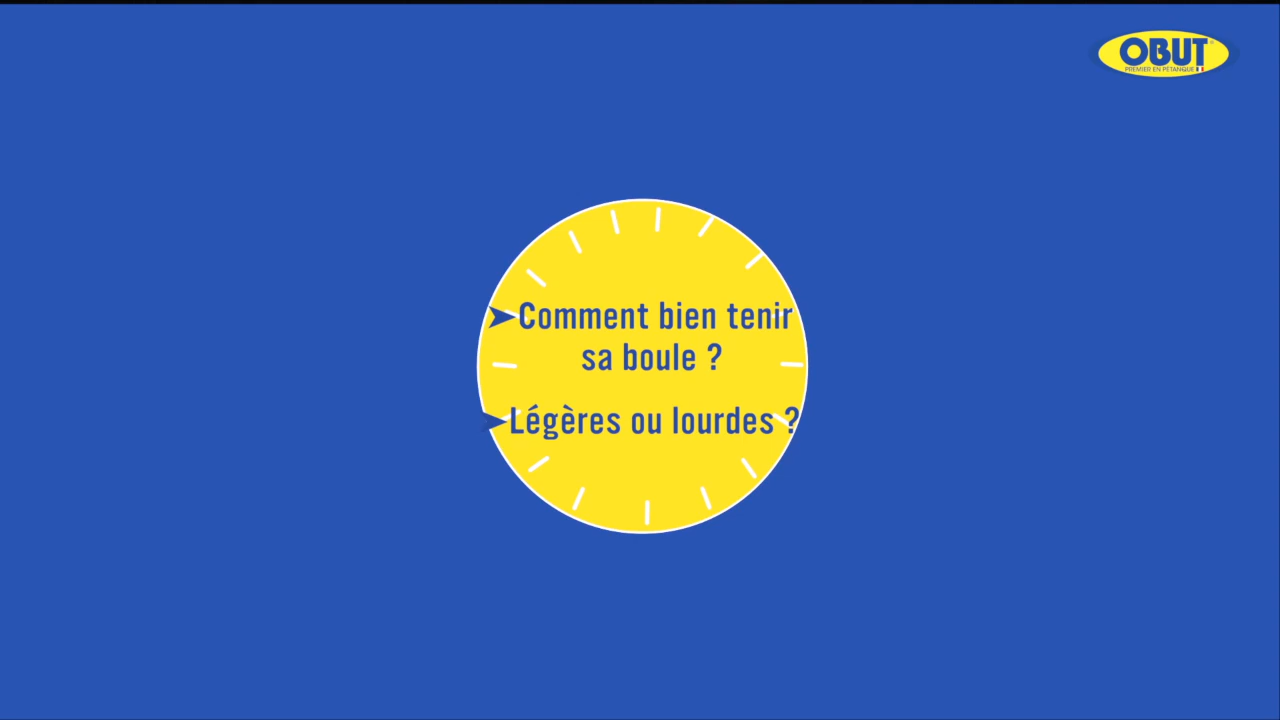 OBUT
PREMIER EN PÉTANQUE
➤Comment bien tenir
sa boule ?
➤Légères ou lourdes ?